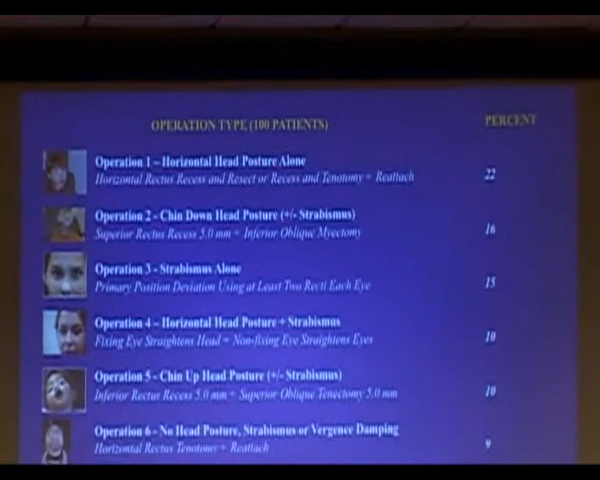 OPERATION TYPE (100 PATIENTS) PERCENT
Operation 1 – Horizontal Head Posture Alone
Horizontal Rectus Recess and Resect or Recess and Tenotomy + Reattach 22
Operation 2 - Chin Down Head Posture (+/- Strabismus)
Superior Rectus Recess 5.0 mm + Inferior Oblique Myectomy 16
Operation 3 - Strabismus Alone
Primary Position Deviation Using at Least Two Recti Each Eye 15
Operation 4 – Horizontal Head Posture + Strabismus
Fixing Eye Straightens Head + Non-fixing Eye Straightens Eyes 10
Operation 5 - Chin Up Head Posture (+/- Strabismus)
Inferior Rectus Recess 5.0 mm + Superior Oblique Tenectomy 5.0 mm 10
Operation 6 - No Head Posture, Strabismus or Vergence Damping
Horizontal Rectus Tenotomy + Reattach 9